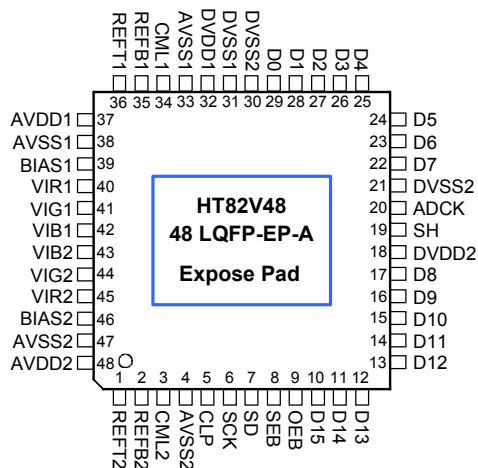 REFT1 REFB1 CML1 AVSS1 DVDD1 DVSS1 DVSS2 D0 D1 D2 D3 D4
36 35 34 33 32 31 30 29 28 27 26 25
AVDD1 37 24 D5
AVSS1 38 23 D6
BIAS1 39 22 D7
VIR1 40 21 DVSS2
VIG1 41 20 ADCK
VIB1 42 19 SH
VIB2 43 18 DVDD2
VIG2 44 17 D8
VIR2 45 16 D9
BIAS2 46 15 D10
AVSS2 47 14 D11
AVDD2 48 13 D12
HT82V48
48 LQFP-EP-A
Expose Pad
1 2 3 4 5 6 7 8 9 10 11 12
REFT2 REFB2 CML2 AVSS2 CLP SCK SD SEB OEB D15 D14 D13